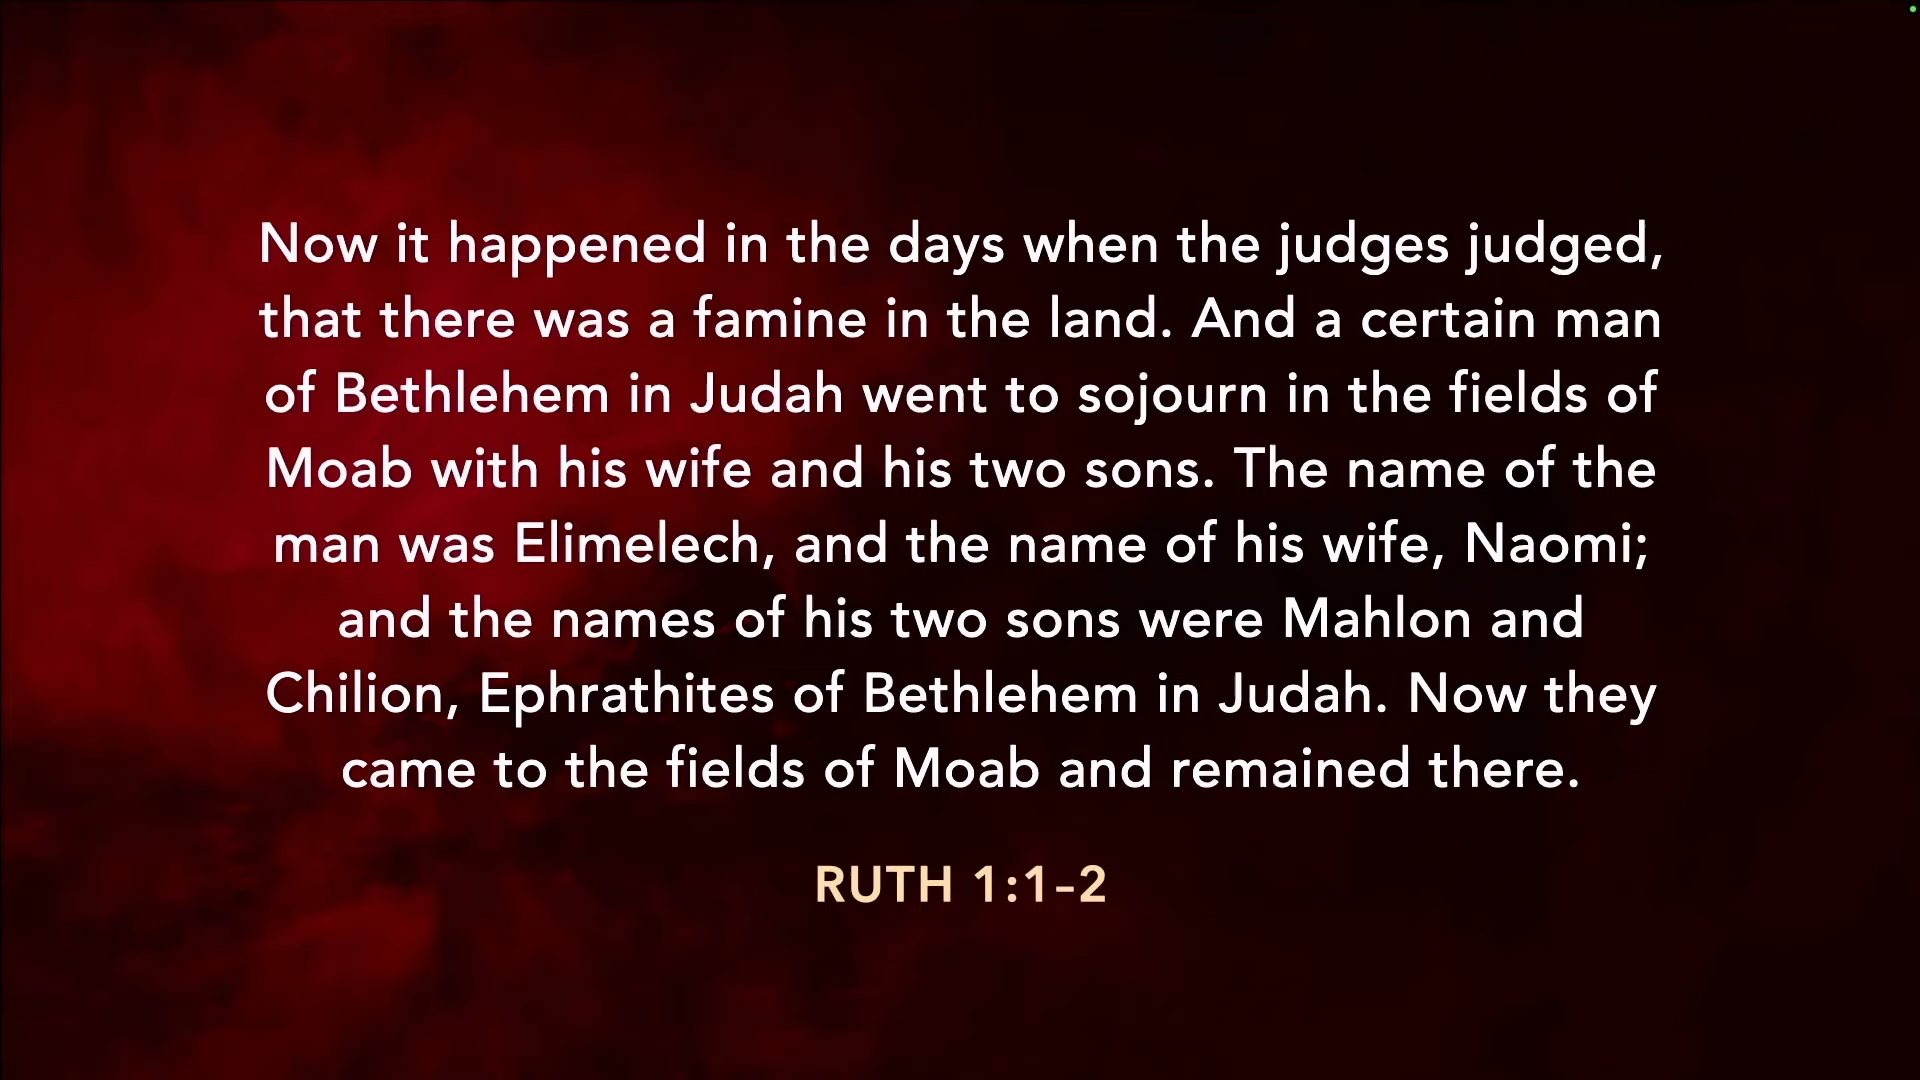 Now it happened in the days when the judges judged,
that there was a famine in the land. And a certain man
of Bethlehem in Judah went to sojourn in the fields of
Moab with his wife and his two sons. The name of the
man was Elimelech, and the name of his wife, Naomi;
and the names of his two sons were Mahlon and
Chilion, Ephrathites of Bethlehem in Judah. Now they
came to the fields of Moab and remained there.
RUTH 1:1–2